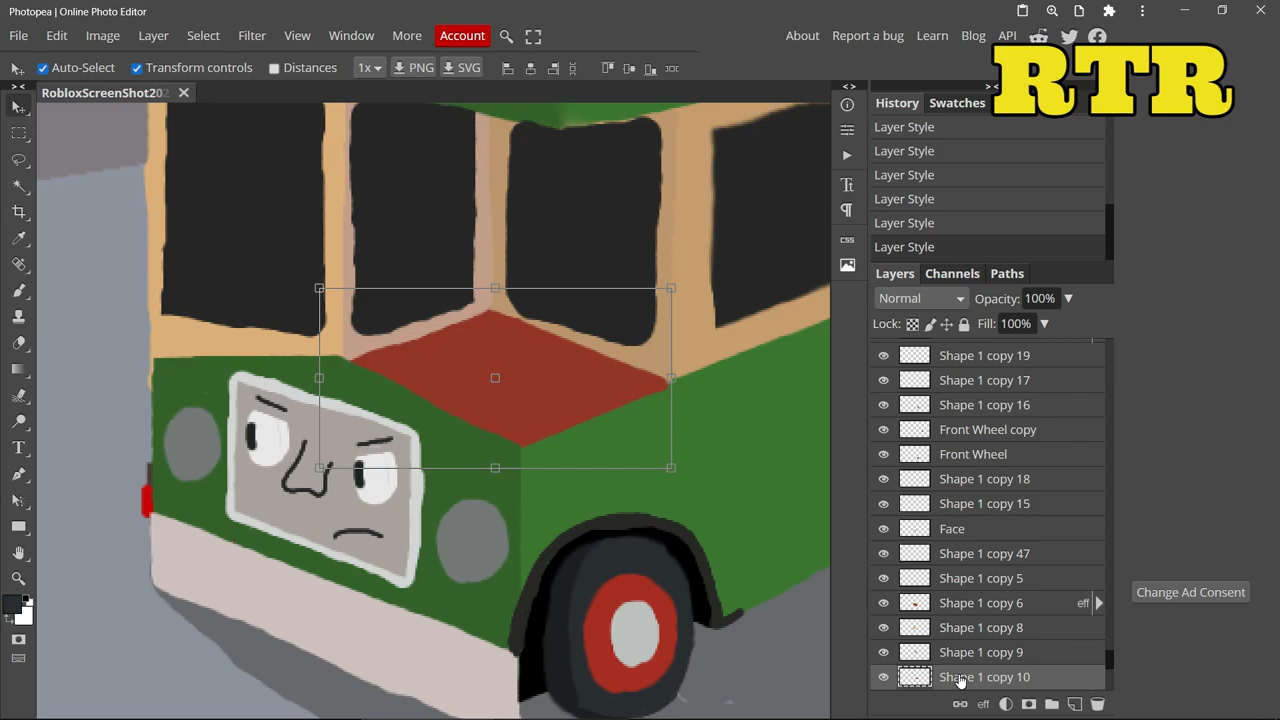 Photopea | Online Photo Editor
File Edit Image Layer Select Filter View Window More Account About Report a bug Learn Blog API
Auto-Select Transform controls Distances 1x PNG SVG
RTR
RobloxScreenShot202
History Swatches
Layer Style
Layer Style
Layer Style
Layer Style
Layer Style
Layer Style
CSS
Layers Channels Paths
Normal Opacity: 100%
Lock: Fill: 100%
Shape 1 copy 19
Shape 1 copy 17
Shape 1 copy 16
Front Wheel copy
Front Wheel
Shape 1 copy 18
Shape 1 copy 15
Face
Shape 1 copy 47
Shape 1 copy 5
Shape 1 copy 6 eff
Shape 1 copy 8
Shape 1 copy 9
Shape 1 copy 10
eff
Change Ad Consent